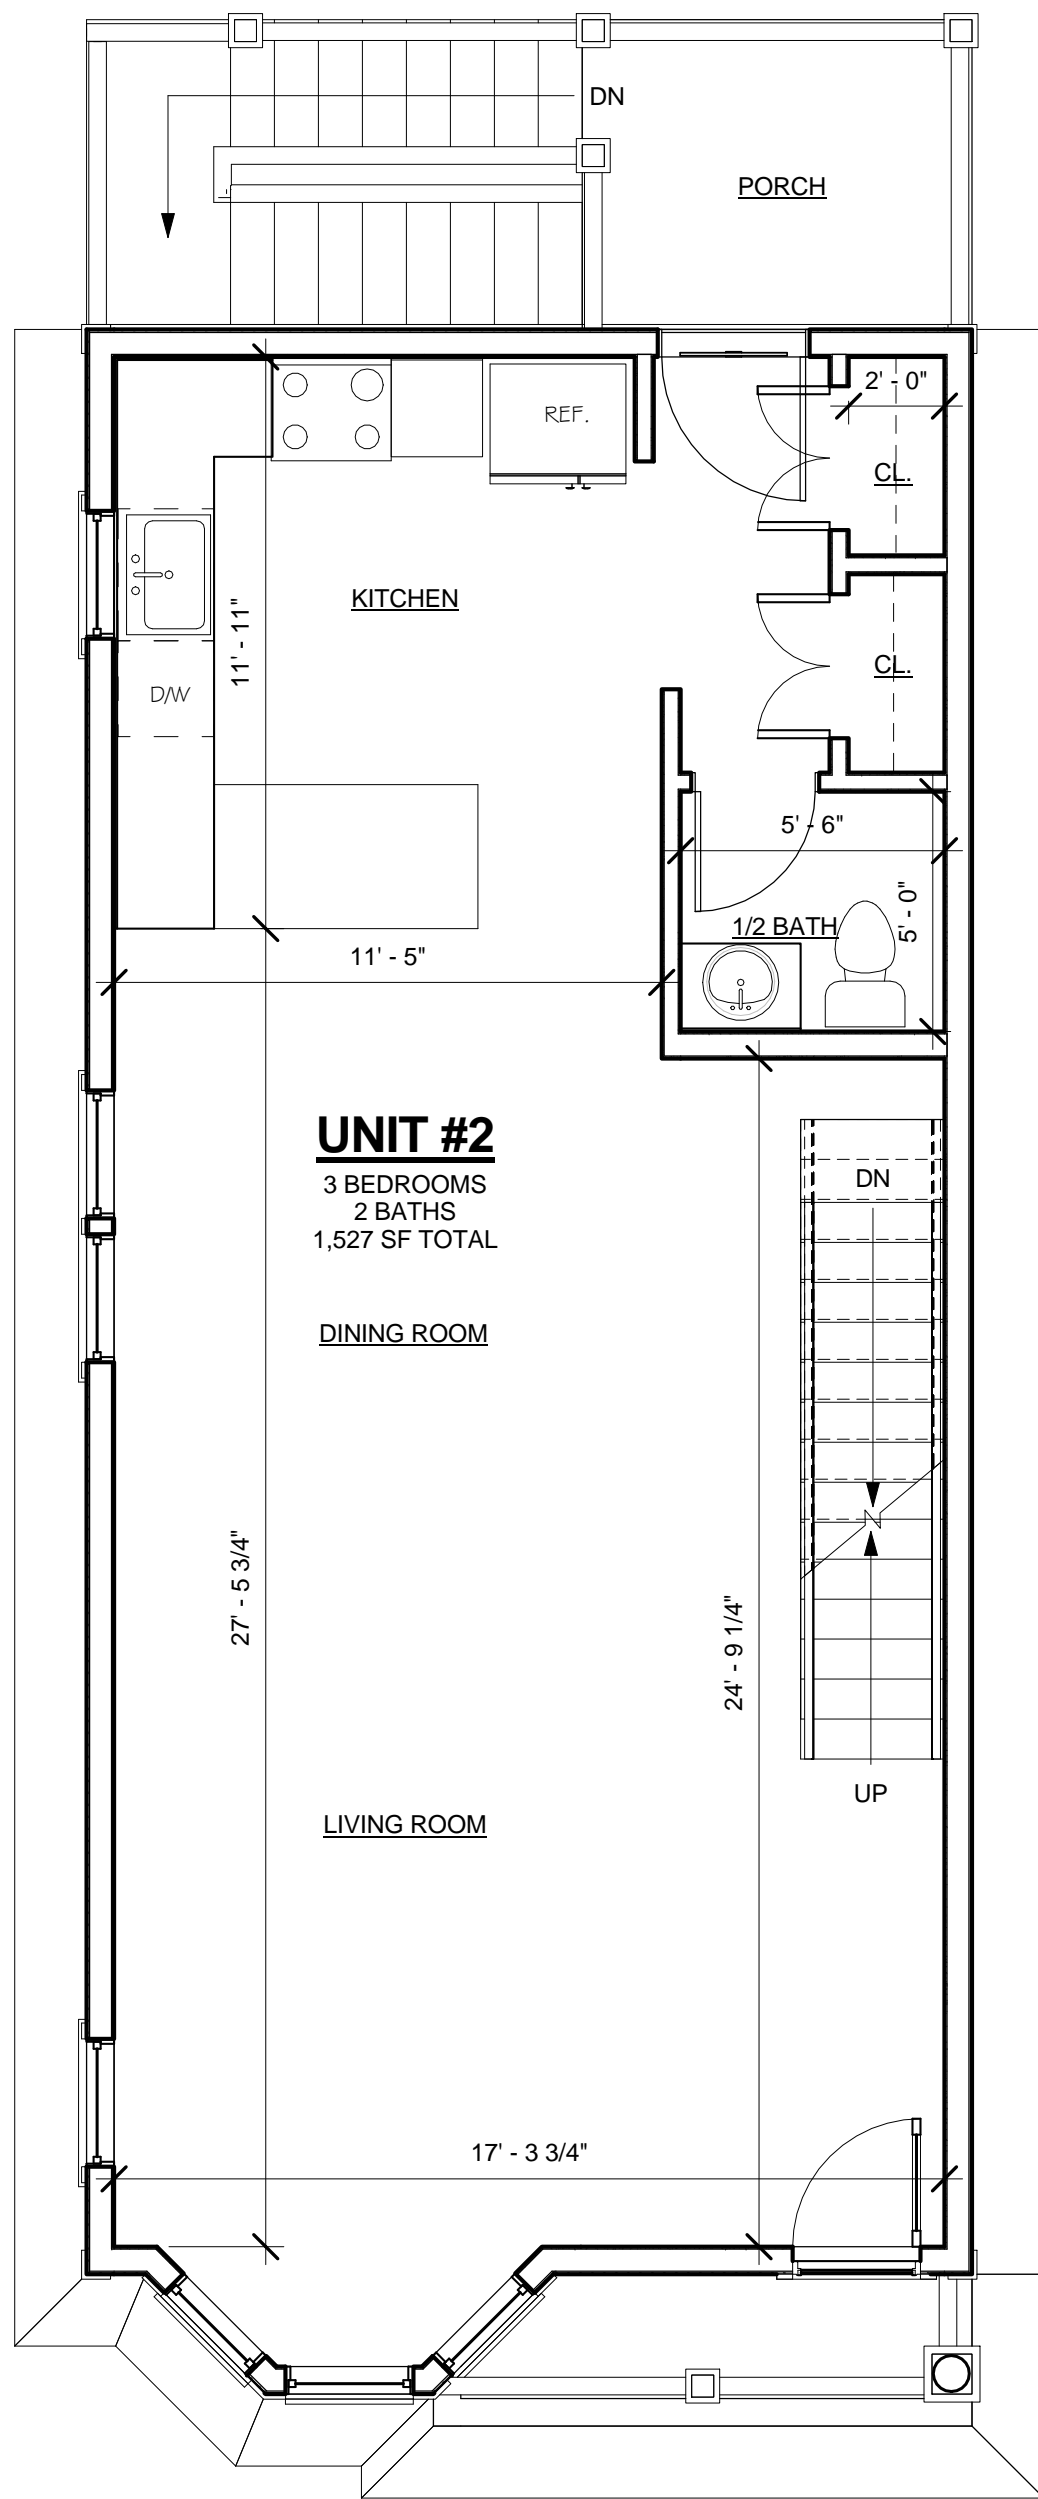 DN
PORCH
2' - 0"
REF.
CL.
KITCHEN
11' - 11"
CL.
D/W
5' - 6"
5' - 0"
1/2 BATH
11' - 5"
UNIT #2
3 BEDROOMS
2 BATHS
1,527 SF TOTAL
DN
DINING ROOM
27' - 5 3/4"
24' - 9 1/4"
UP
LIVING ROOM
17' - 3 3/4"